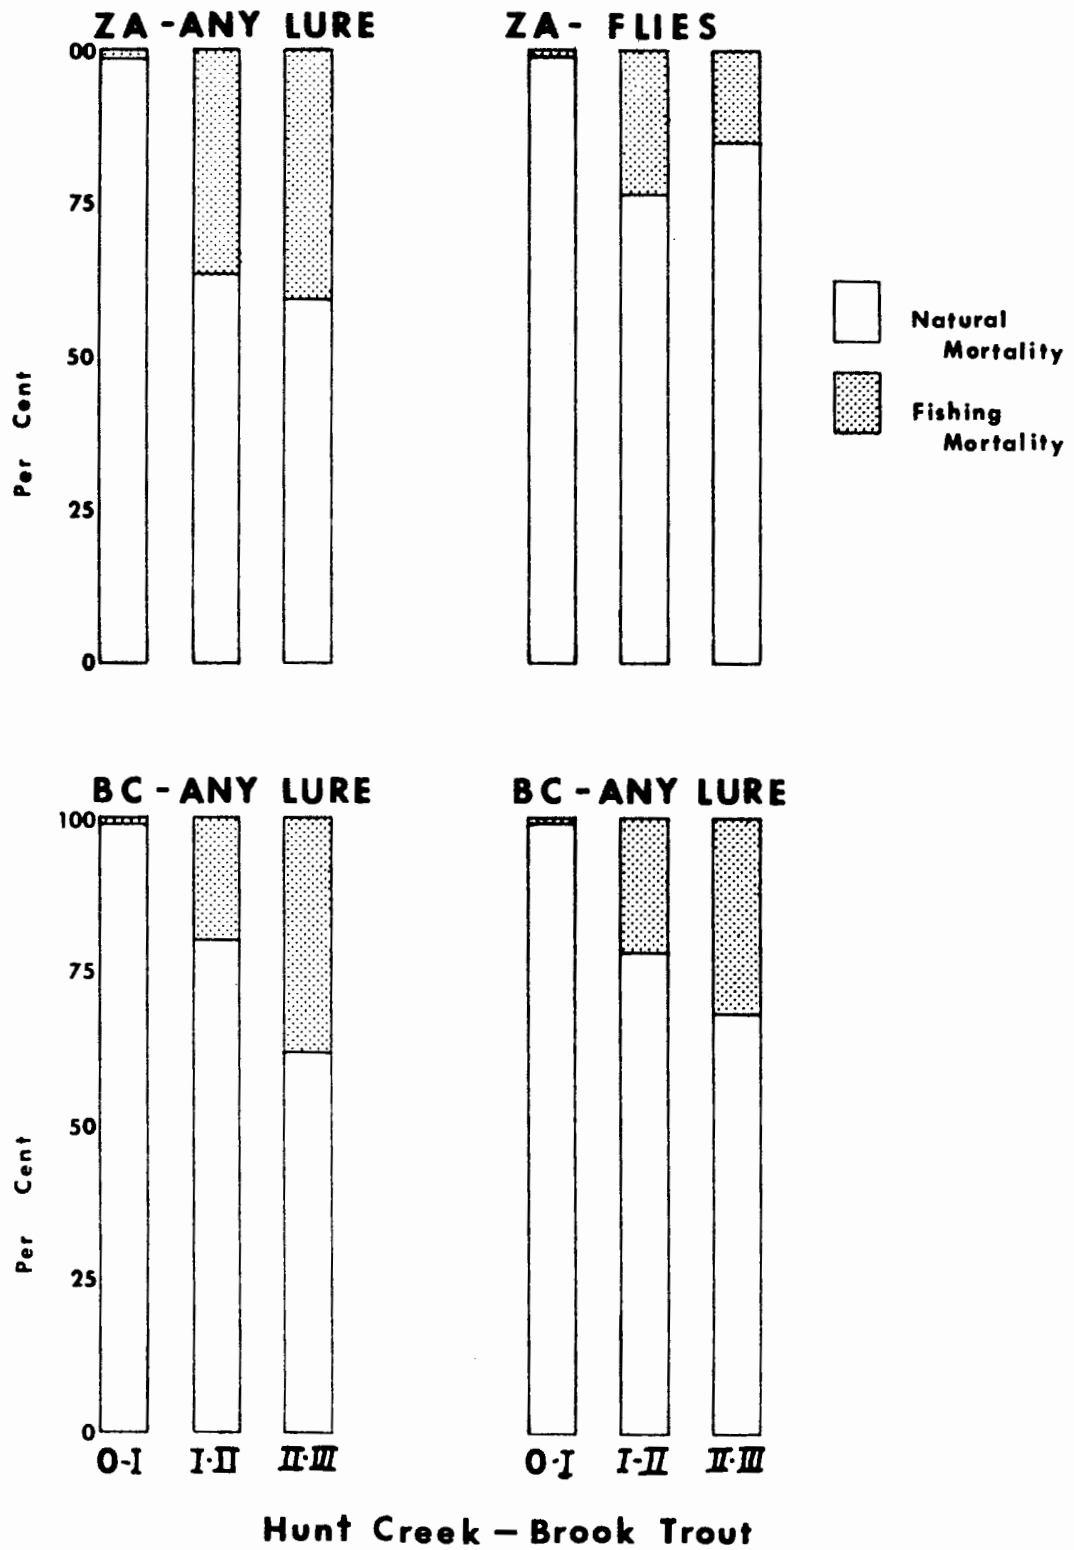 ZA-ANY LURE
ZA- FLIES
00
75
50
25
0
Per Cent
Natural
Mortality
Fishing
Mortality
BC-ANY LURE
BC-ANY LURE
100
75
50
25
0
Per Cent
O-I I-II II-III
O-I I-II II-III
Hunt Creek — Brook Trout